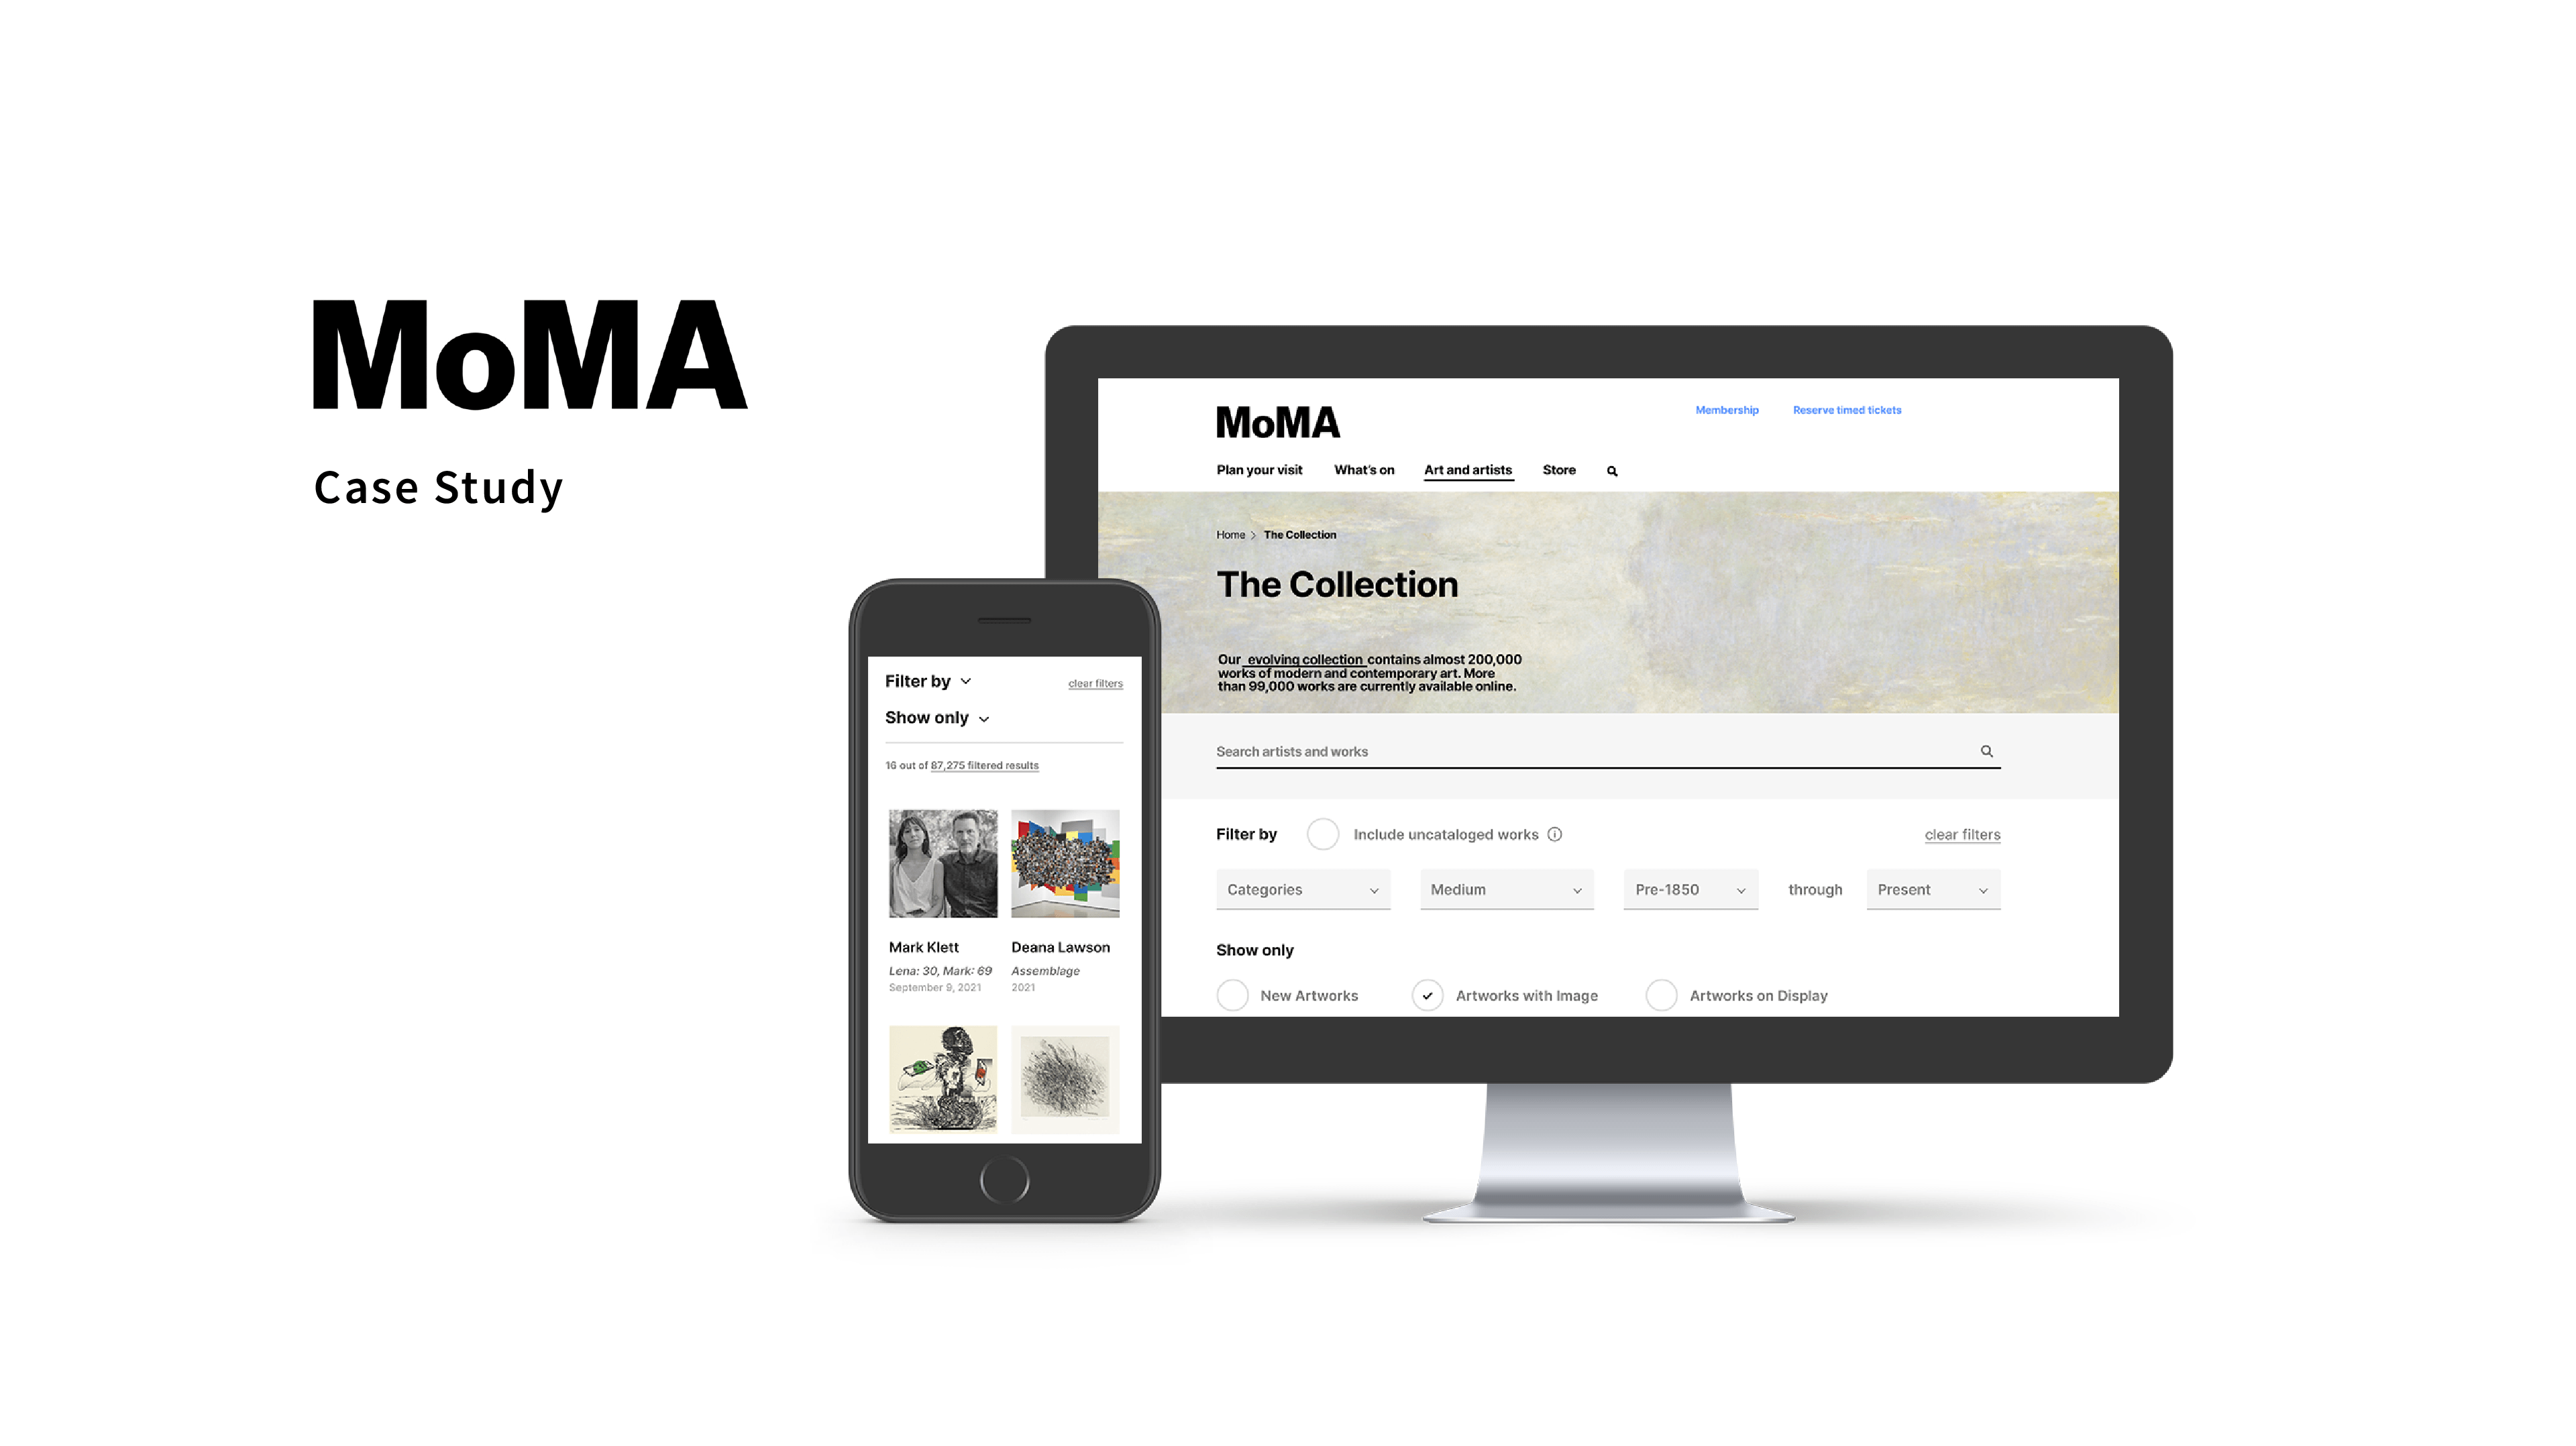 MoMA
Case Study
MoMA
Membership
Reserve timed tickets
Plan your visit
What's on
Art and artists
Store
Home
The Collection
The Collection
Our evolving collection contains almost 200,000
works of modern and contemporary art. More
than 99,000 works are currently available online.
Search artists and works
Filter by
Include uncataloged works
clear filters
Categories
Medium
Pre-1850
through
Present
Show only
New Artworks
Artworks with Image
Artworks on Display
Filter by
clear filters
Show only
16 out of 87,275 filtered results
Mark Klett
Lena: 30, Mark: 69
September 9, 2021
Deana Lawson
Assemblage
2021